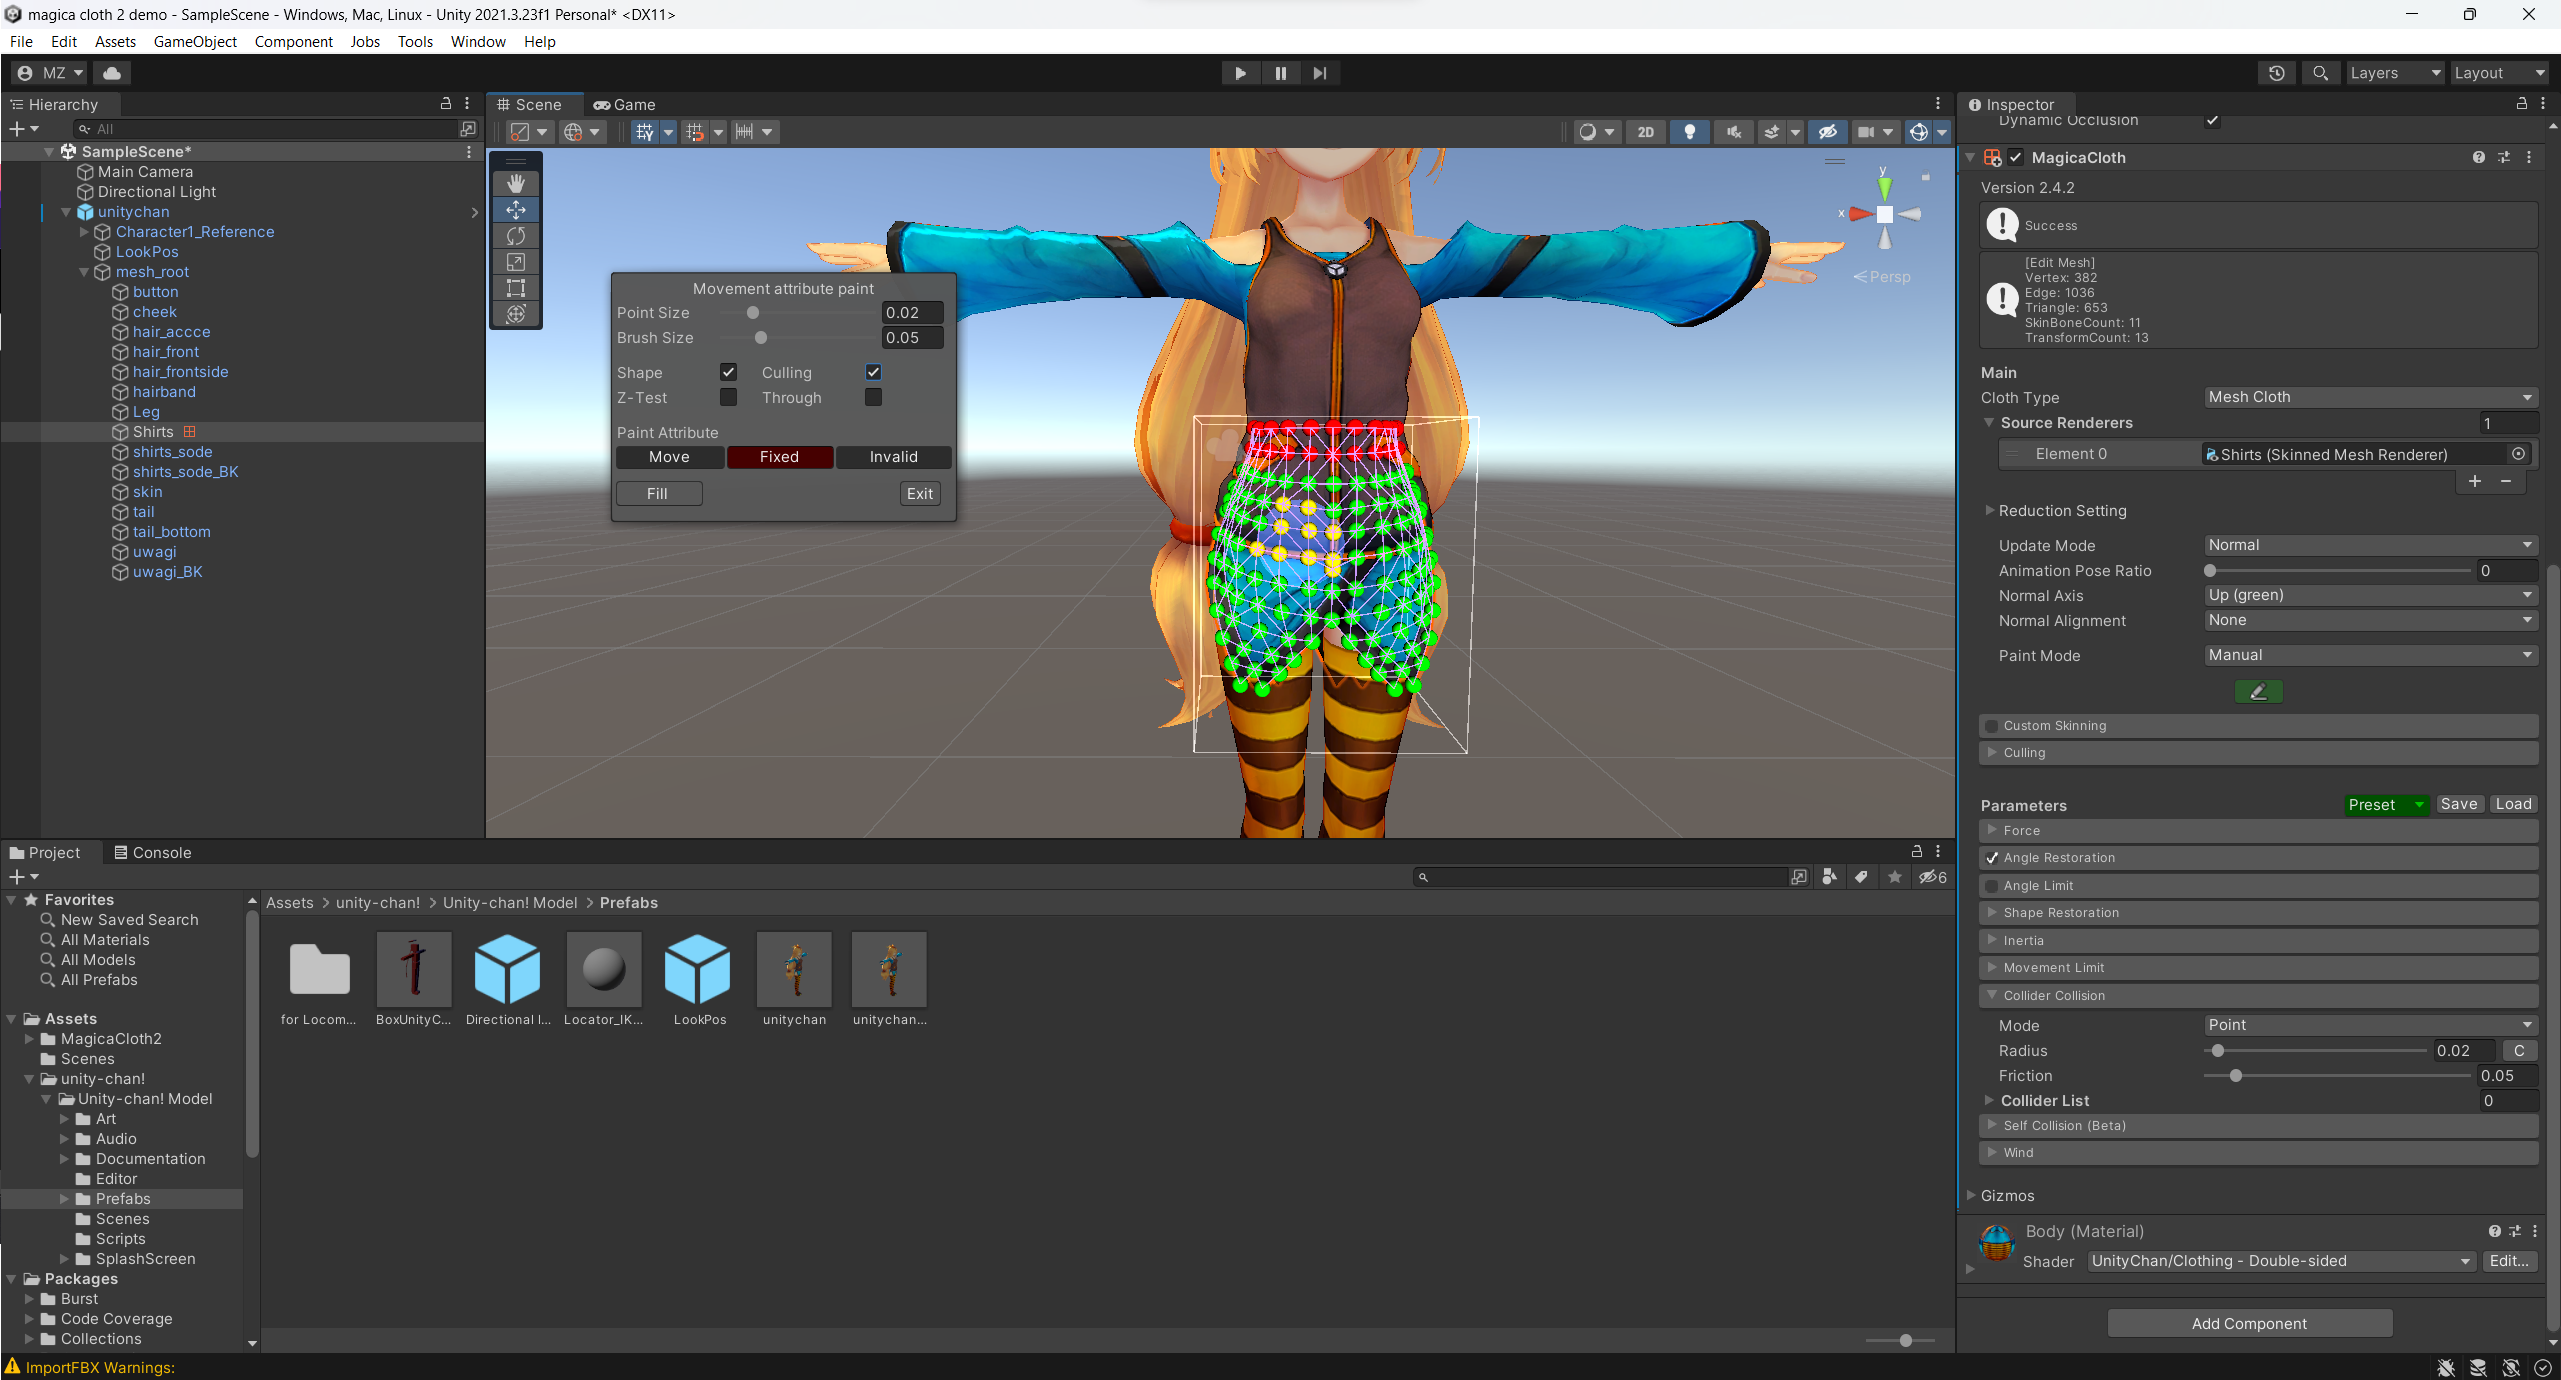 magica cloth 2 demo - SampleScene - Windows, Mac, Linux - Unity 2021.3.23f1 Personal* <DX11>
File Edit Assets GameObject Component Jobs Tools Window Help
MZ
Layers Layout
Hierarchy
All
SampleScene*
Main Camera
Directional Light
unitychan
Character1_Reference
LookPos
mesh_root
button
cheek
hair_accce
hair_front
hair_frontside
hairband
Leg
Shirts
shirts_sode
shirts_sode_BK
skin
tail
tail_bottom
uwagi
uwagi_BK
Scene Game
2D
y
x
Persp
Movement attribute paint
Point Size 0.02
Brush Size 0.05
Shape Culling
Z-Test Through
Paint Attribute
Move Fixed Invalid
Fill Exit
Inspector
Dynamic Occlusion
MagicaCloth
Version 2.4.2
Success
[Edit Mesh]
Vertex: 382
Edge: 1036
Triangle: 653
SkinBoneCount: 11
TransformCount: 13
Main
Cloth Type Mesh Cloth
Source Renderers 1
Element 0 Shirts (Skinned Mesh Renderer)
Reduction Setting
Update Mode Normal
Animation Pose Ratio 0
Normal Axis Up (green)
Normal Alignment None
Paint Mode Manual
Custom Skinning
Culling
Parameters Preset Save Load
Force
Angle Restoration
Angle Limit
Shape Restoration
Inertia
Movement Limit
Collider Collision
Mode Point
Radius 0.02 C
Friction 0.05
Collider List 0
Self Collision (Beta)
Wind
Gizmos
Body (Material)
Shader UnityChan/Clothing - Double-sided Edit...
Add Component
Project Console
6
Favorites
New Saved Search
All Materials
All Models
All Prefabs
Assets
MagicaCloth2
Scenes
unity-chan!
Unity-chan! Model
Art
Audio
Documentation
Editor
Prefabs
Scenes
Scripts
SplashScreen
Packages
Burst
Code Coverage
Collections
Assets > unity-chan! > Unity-chan! Model > Prefabs
for Locom... BoxUnityC... Directional l... Locator_IK... LookPos unitychan unitychan...
ImportFBX Warnings: